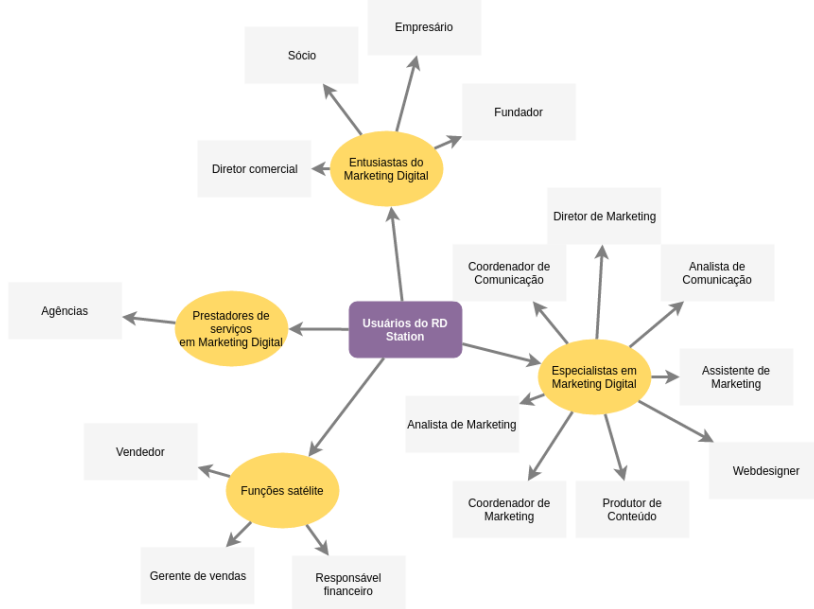 Empresário
Sócio
Fundador
Entusiastas do
Marketing Digital
Diretor comercial
Diretor de Marketing
Coordenador de
Comunicação
Analista de
Comunicação
Agências
Prestadores de
serviços
em Marketing Digital
Usuários do RD
Station
Especialistas em
Marketing Digital
Assistente de
Marketing
Analista de Marketing
Vendedor
Webdesigner
Funções satélite
Coordenador de
Marketing
Produtor de
Conteúdo
Gerente de vendas
Responsável
financeiro